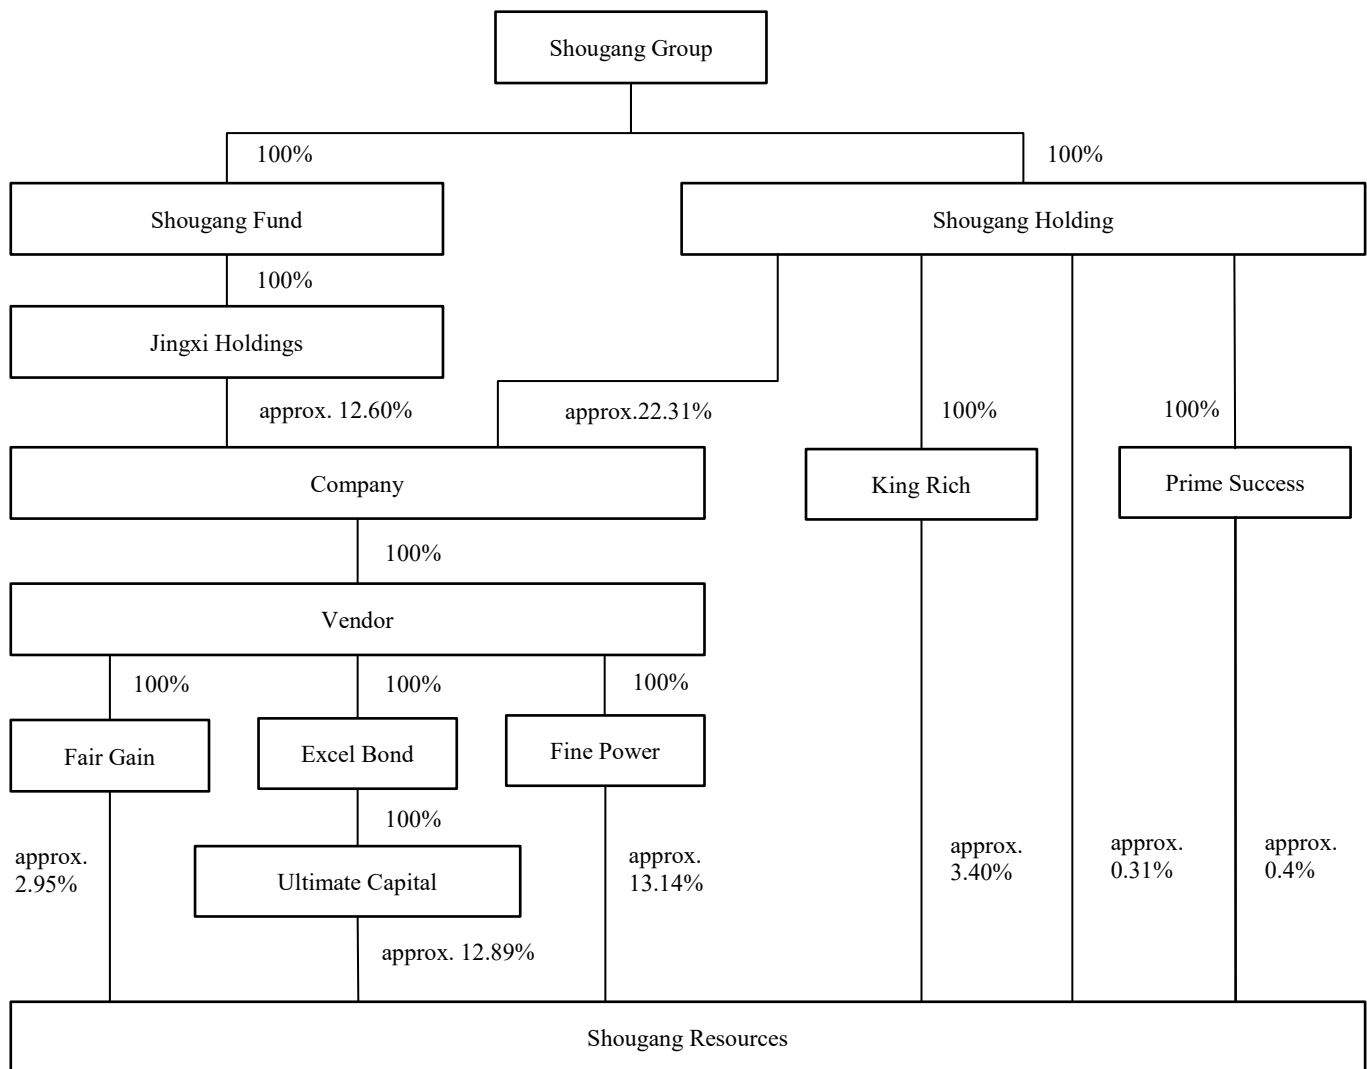 Shougang Group
100%
100%
Shougang Fund
Shougang Holding
100%
Jingxi Holdings
approx. 12.60%
approx.22.31%
100%
100%
Company
King Rich
Prime Success
100%
Vendor
100%
100%
100%
Fair Gain
Excel Bond
Fine Power
100%
approx.
2.95%
Ultimate Capital
approx.
13.14%
approx.
3.40%
approx.
0.31%
approx.
0.4%
approx. 12.89%
Shougang Resources